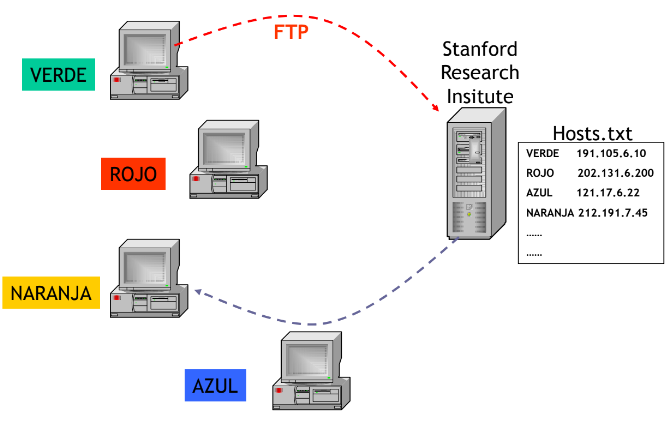 FTP
Stanford
Research
Insitute
VERDE
Hosts.txt
VERDE 191.105.6.10
ROJO 202.131.6.200
AZUL 121.17.6.22
NARANJA 212.191.7.45
......
......
ROJO
NARANJA
AZUL